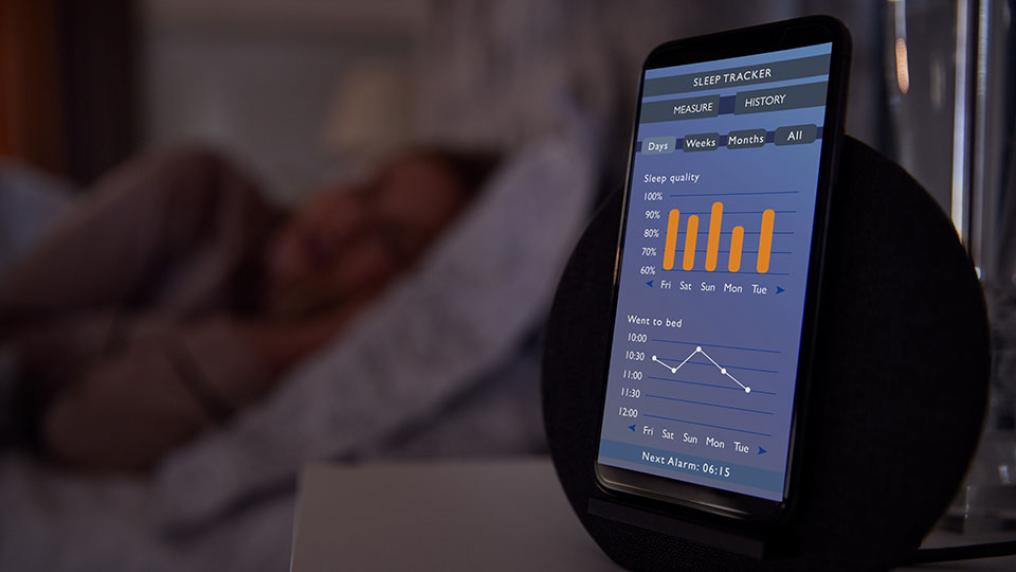 SLEEP TRACKER
MEASURE HISTORY
Days Weeks Months All
Sleep quality
100%
90%
80%
70%
60%
Fri Sat Sun Mon Tue
Went to bed
10:00
10:30
11:00
11:30
12:00
Fri Sat Sun Mon Tue
Next Alarm: 06:15